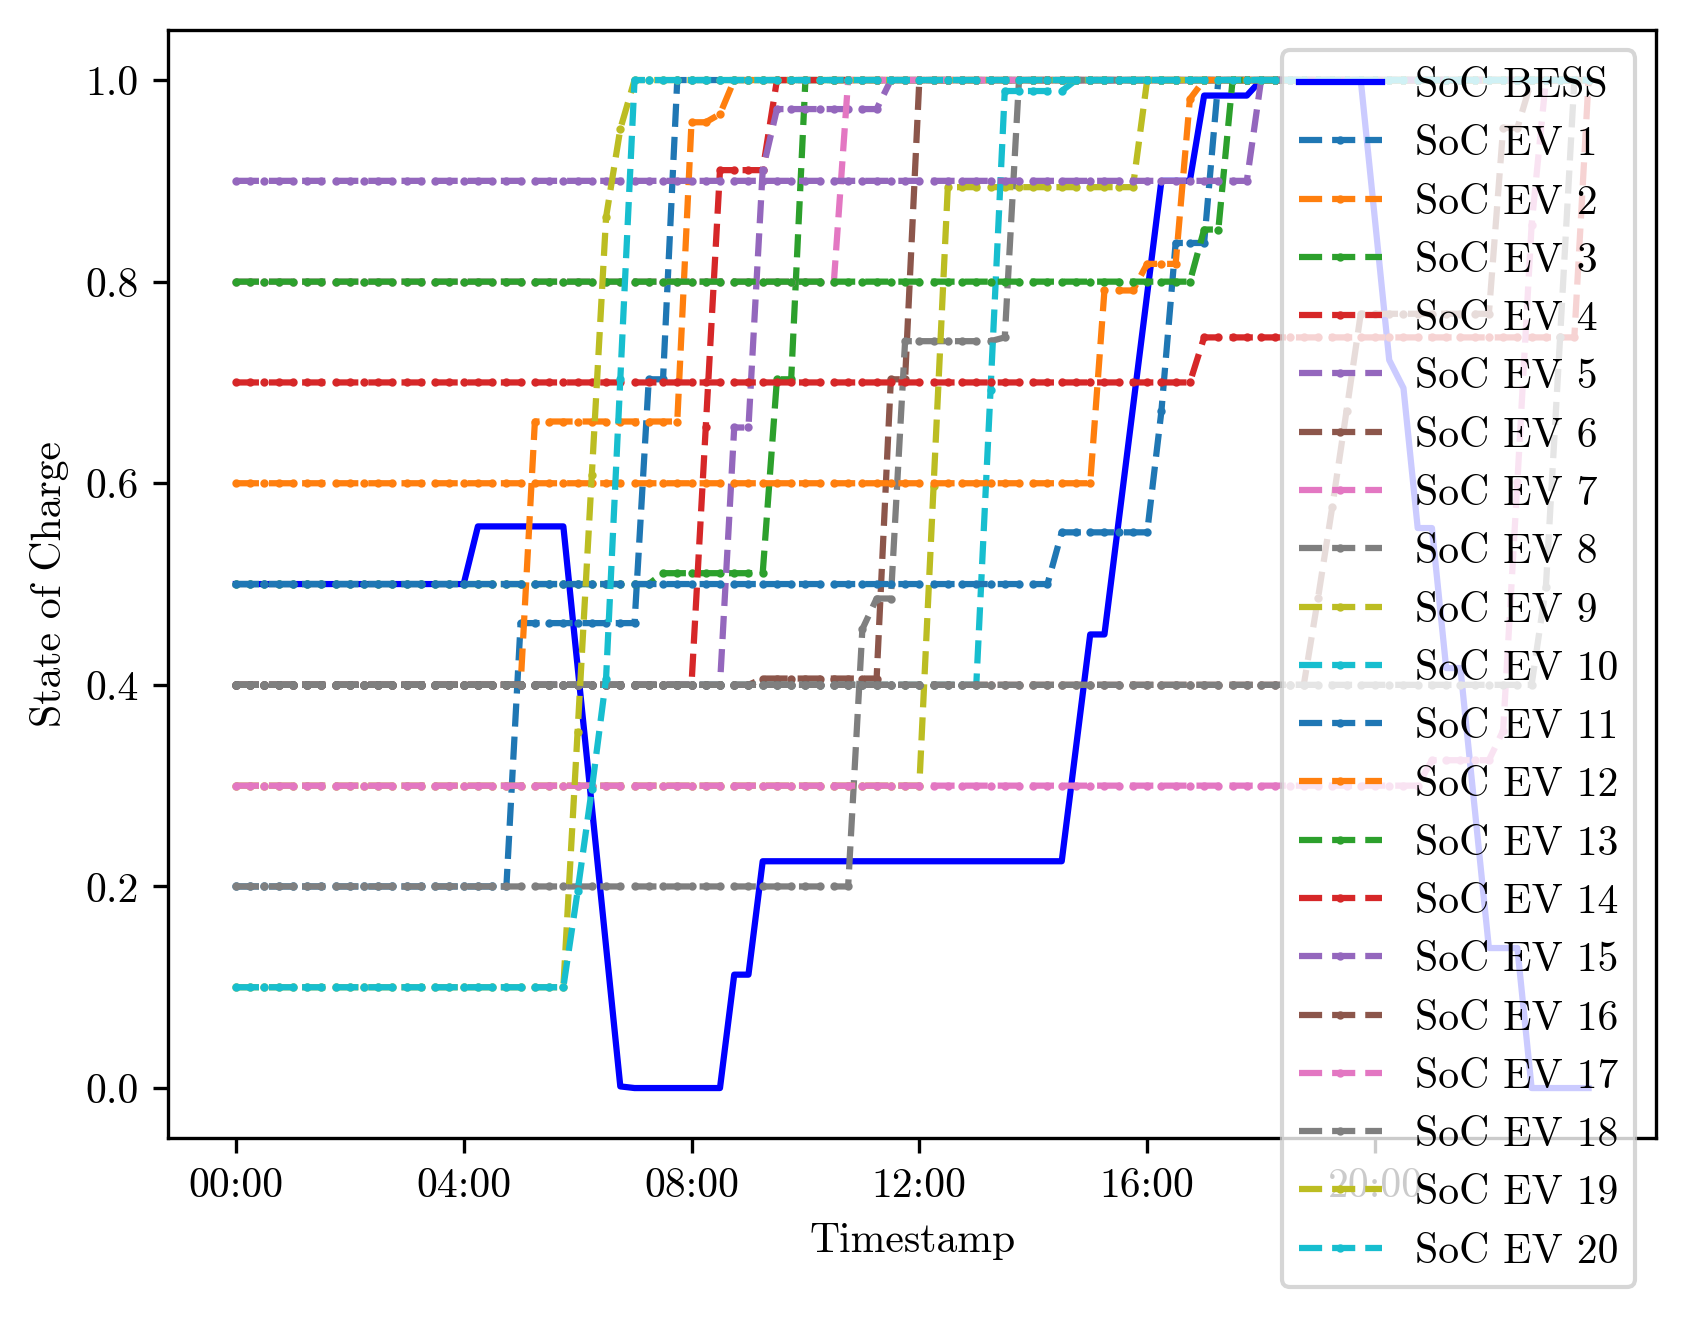 State of Charge
1.0
0.8
0.6
0.4
0.2
0.0
00:00
04:00
08:00
12:00
16:00
20:00
Timestamp
SoC BESS
SoC EV 1
SoC EV 2
SoC EV 3
SoC EV 4
SoC EV 5
SoC EV 6
SoC EV 7
SoC EV 8
SoC EV 9
SoC EV 10
SoC EV 11
SoC EV 12
SoC EV 13
SoC EV 14
SoC EV 15
SoC EV 16
SoC EV 17
SoC EV 18
SoC EV 19
SoC EV 20